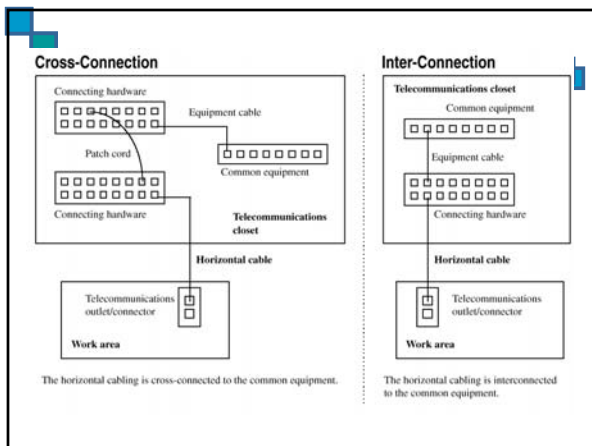 Cross-Connection
Connecting hardware
Equipment cable
Patch cord
Common equipment
Connecting hardware
Telecommunications
closet
Horizontal cable
Telecommunications
outlet/connector
Work area
The horizontal cabling is cross-connected to the common equipment.
Inter-Connection
Telecommunications closet
Common equipment
Equipment cable
Connecting hardware
Horizontal cable
Telecommunications
outlet/connector
Work area
The horizontal cabling is interconnected
to the common equipment.